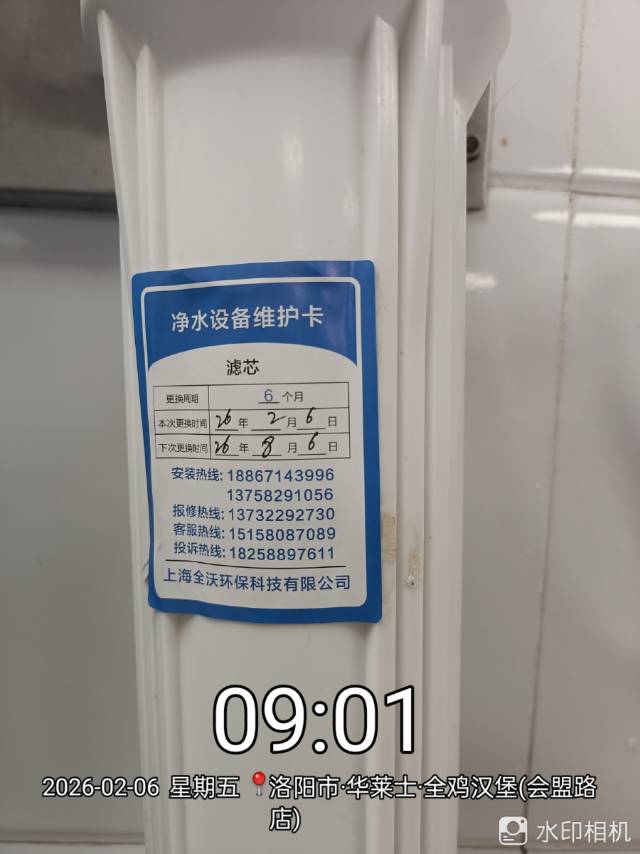 净水设备维护卡
滤芯
更换周期 6 个月
本次更换时间 26 年 2 月 6 日
下次更换时间 26 年 8 月 6 日
安装热线: 18867143996
13758291056
报修热线: 13732292730
客服热线: 15158087089
投诉热线: 18258897611
上海全沃环保科技有限公司
09:01
2026-02-06 星期五 📍洛阳市·华莱士·全鸡汉堡(会盟路
店)
水印相机